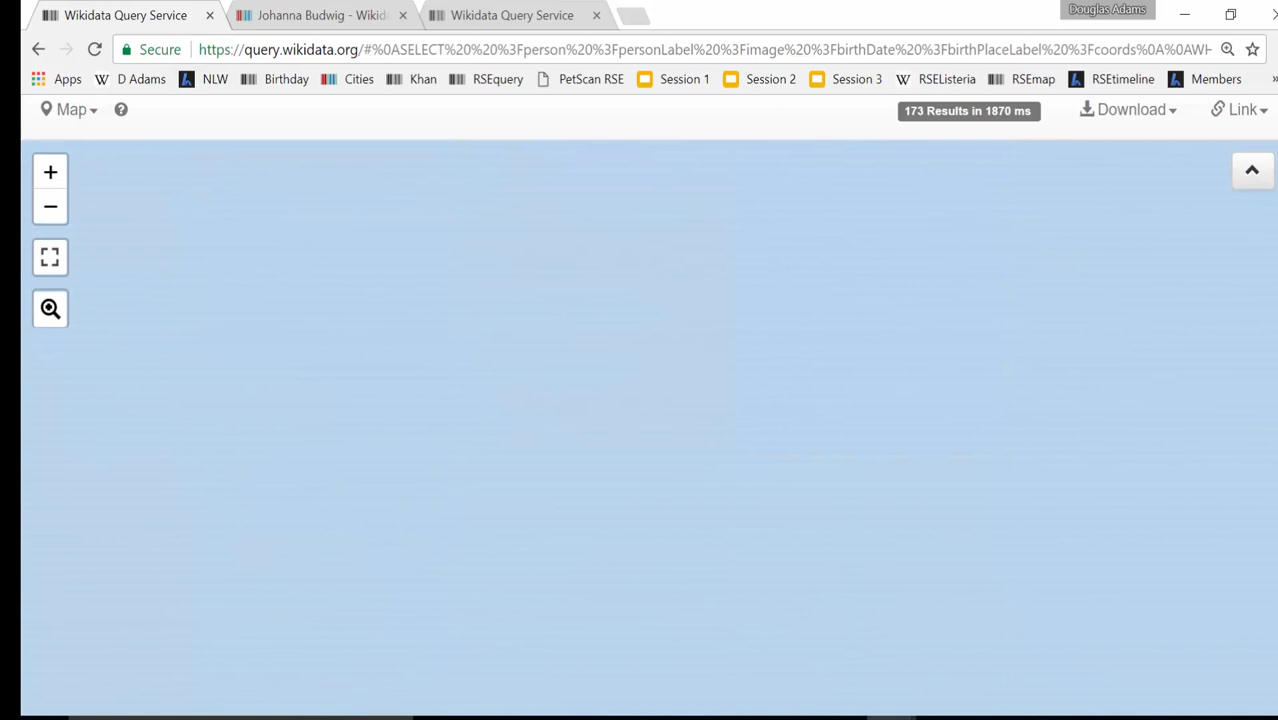 Wikidata Query Service
Johanna Budwig - Wikid
Wikidata Query Service
Douglas Adams
Secure
https://query.wikidata.org/#%0ASELECT%20%20%3Fperson%20%3FpersonLabel%20%3Fimage%20%3FbirthDate%20%3FbirthPlaceLabel%20%3Fcoords%0A%0AWH
Apps W D Adams NLW Birthday Cities Khan RSEquery PetScan RSE Session 1 Session 2 Session 3 W RSEListeria RSEmap RSEtimeline Members »
Map ? 173 Results in 1870 ms Download Link
+
−